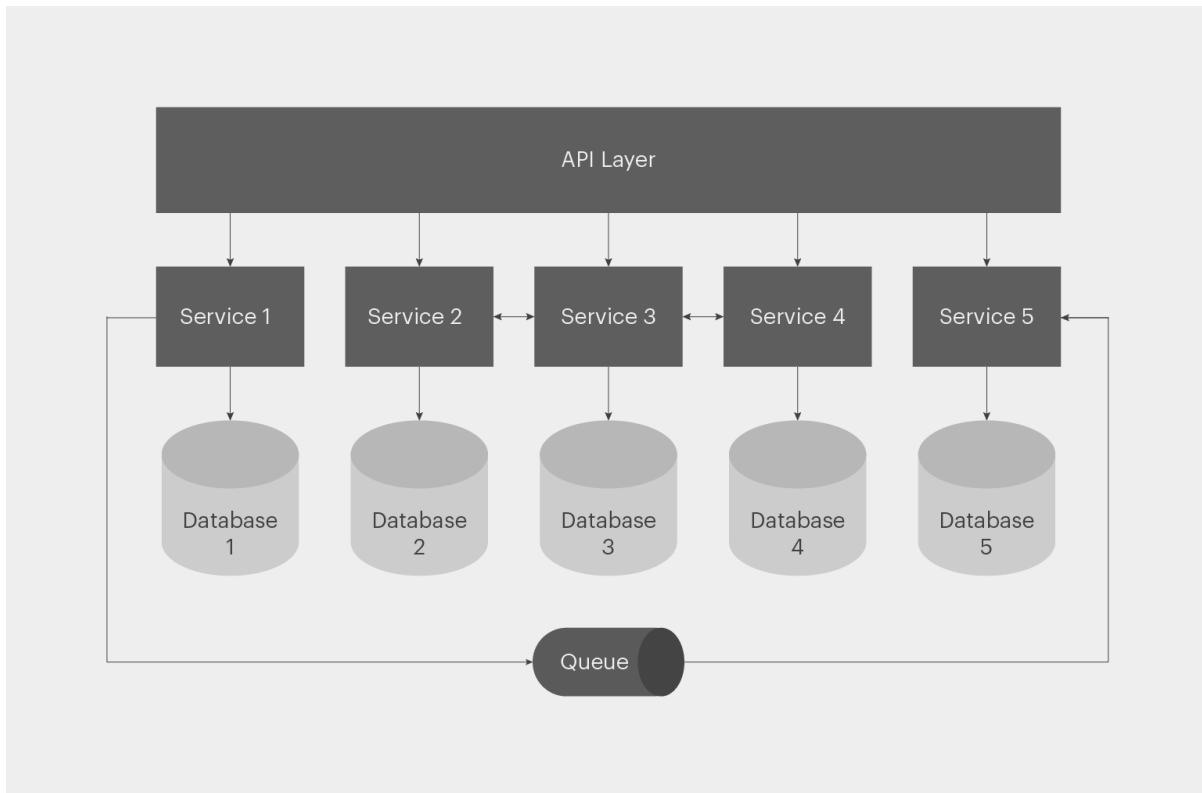 API Layer
Service 1
Service 2
Service 3
Service 4
Service 5
Database
1
Database
2
Database
3
Database
4
Database
5
Queue